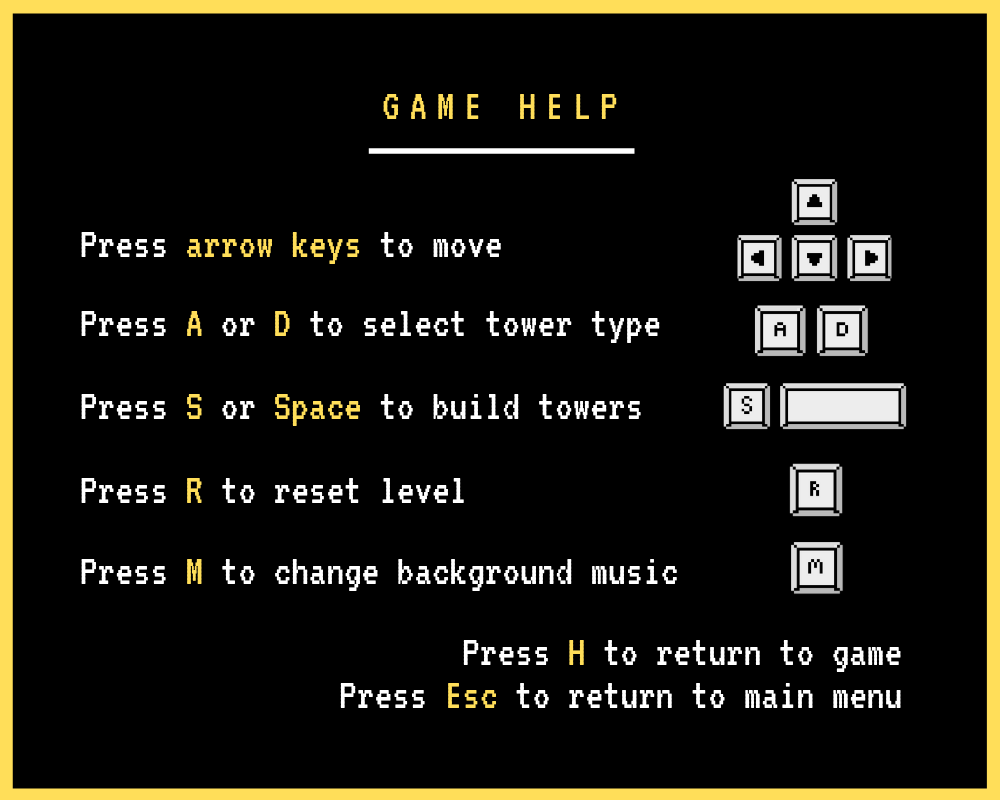 GAME HELP
Press arrow keys to move
Press A or D to select tower type
A D
Press S or Space to build towers
S
Press R to reset level
R
Press M to change background music
M
Press H to return to game
Press Esc to return to main menu